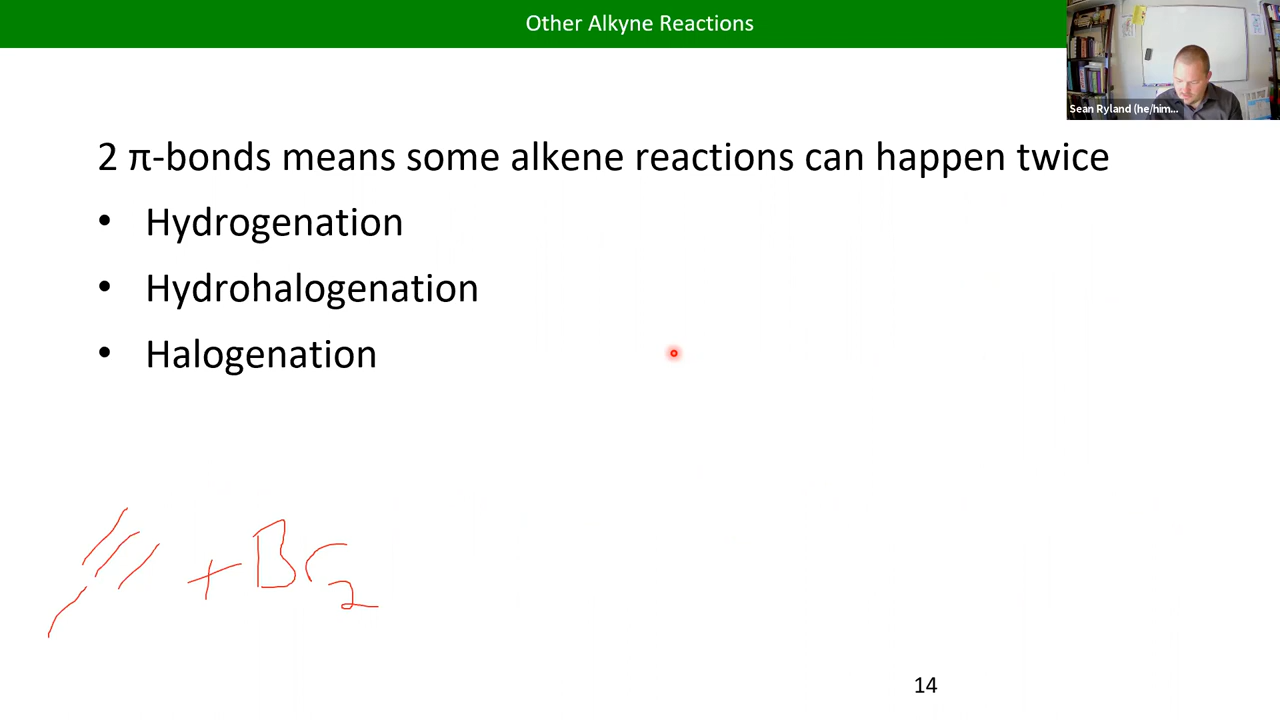 Other Alkyne Reactions
Sean Ryland (he/him...
2 π-bonds means some alkene reactions can happen twice
• Hydrogenation
• Hydrohalogenation
• Halogenation
+ Br2
14